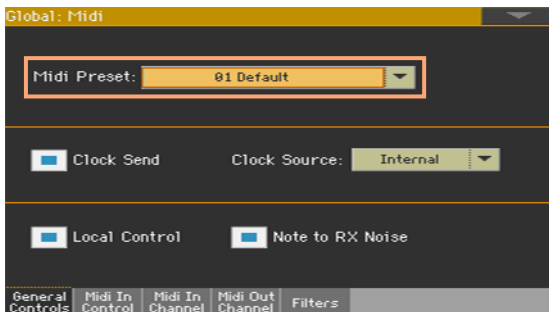 Global: Midi
Midi Preset: 01 Default
Clock Send Clock Source: Internal
Local Control Note to RX Noise
General Controls Midi In Control Midi In Channel Midi Out Channel Filters